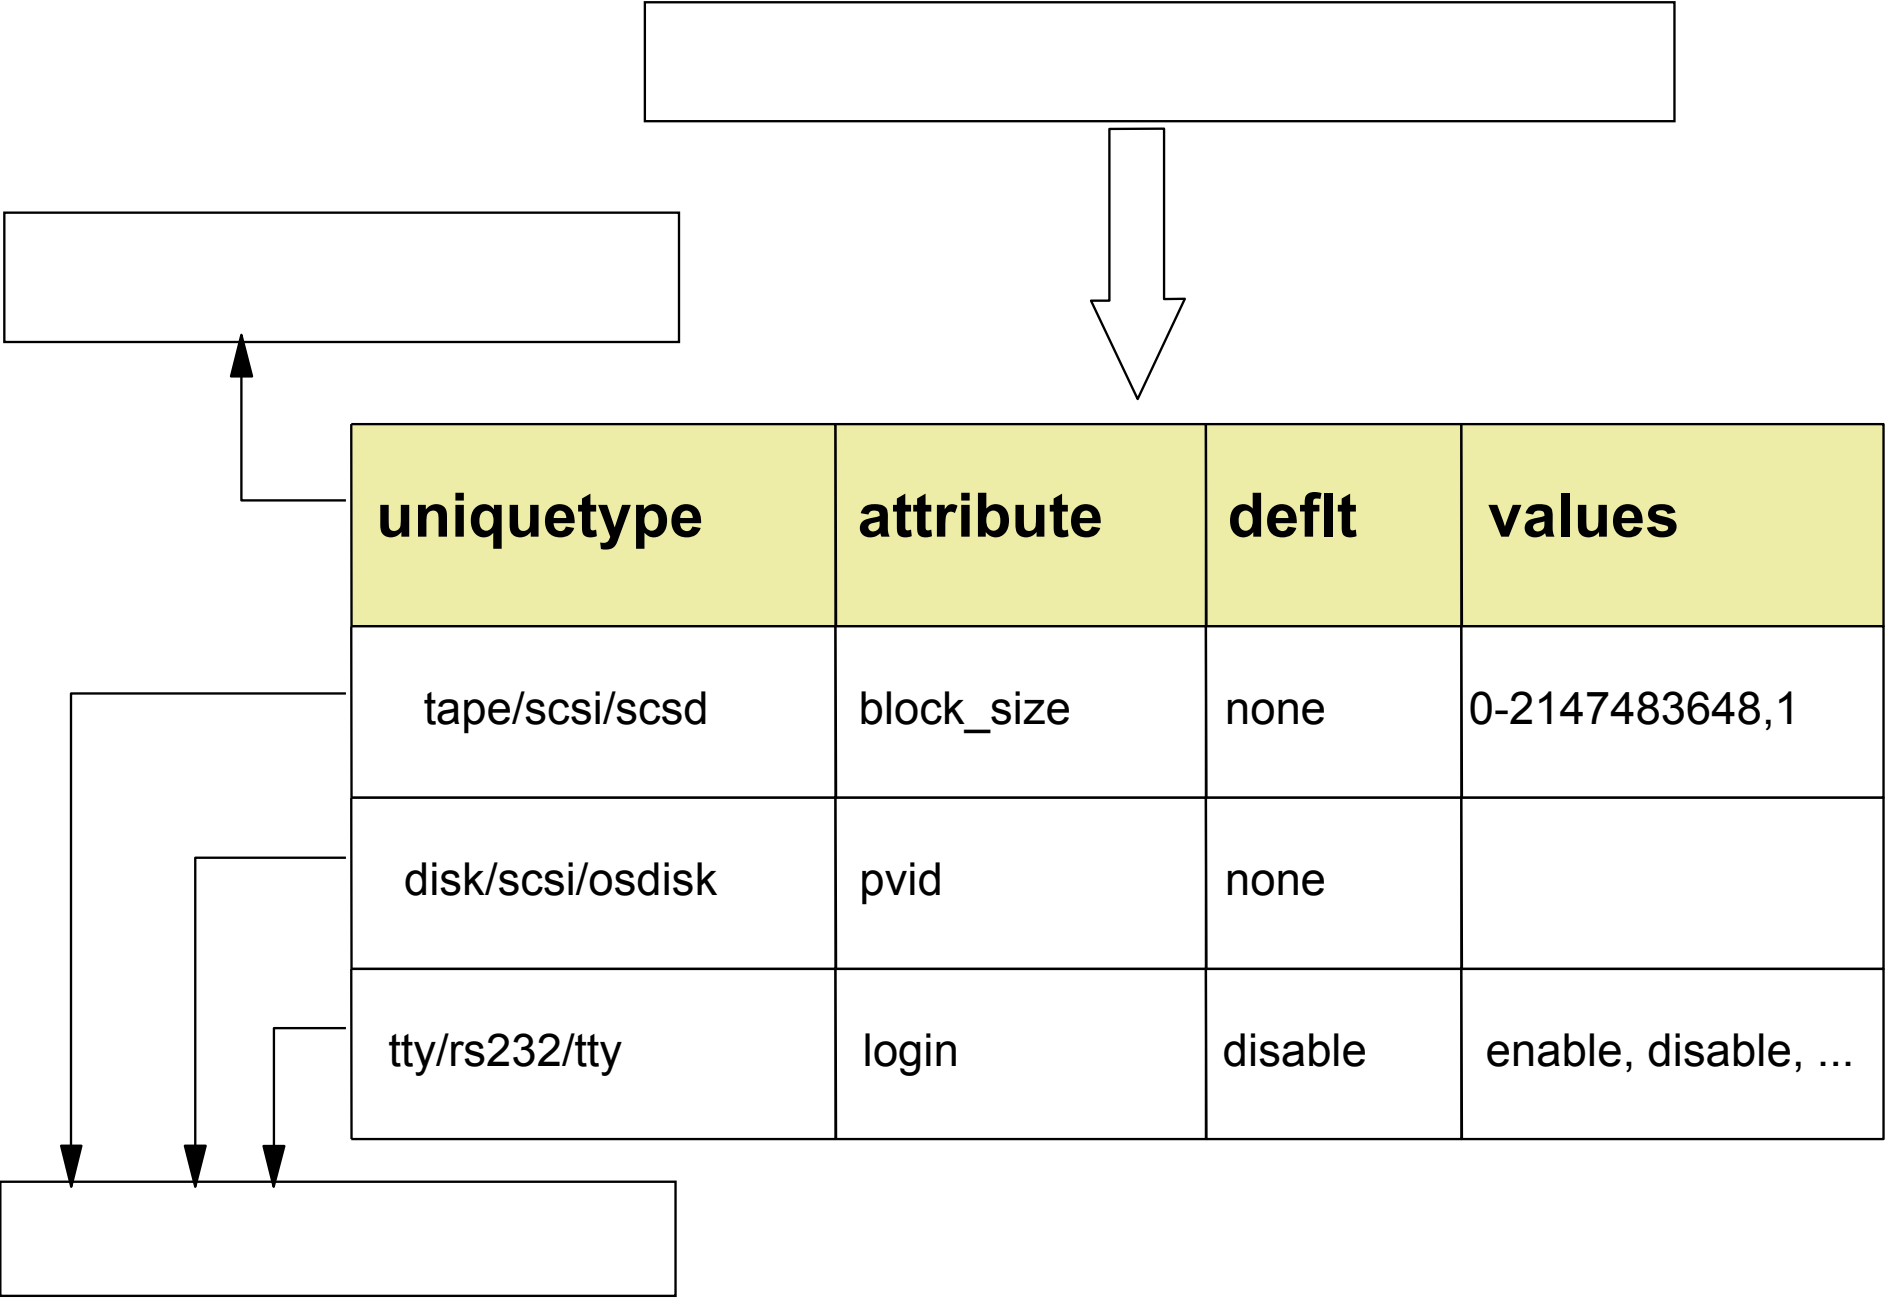 uniquetype attribute deflt values
tape/scsi/scsd block_size none 0-2147483648,1
disk/scsi/osdisk pvid none
tty/rs232/tty login disable enable, disable, ...